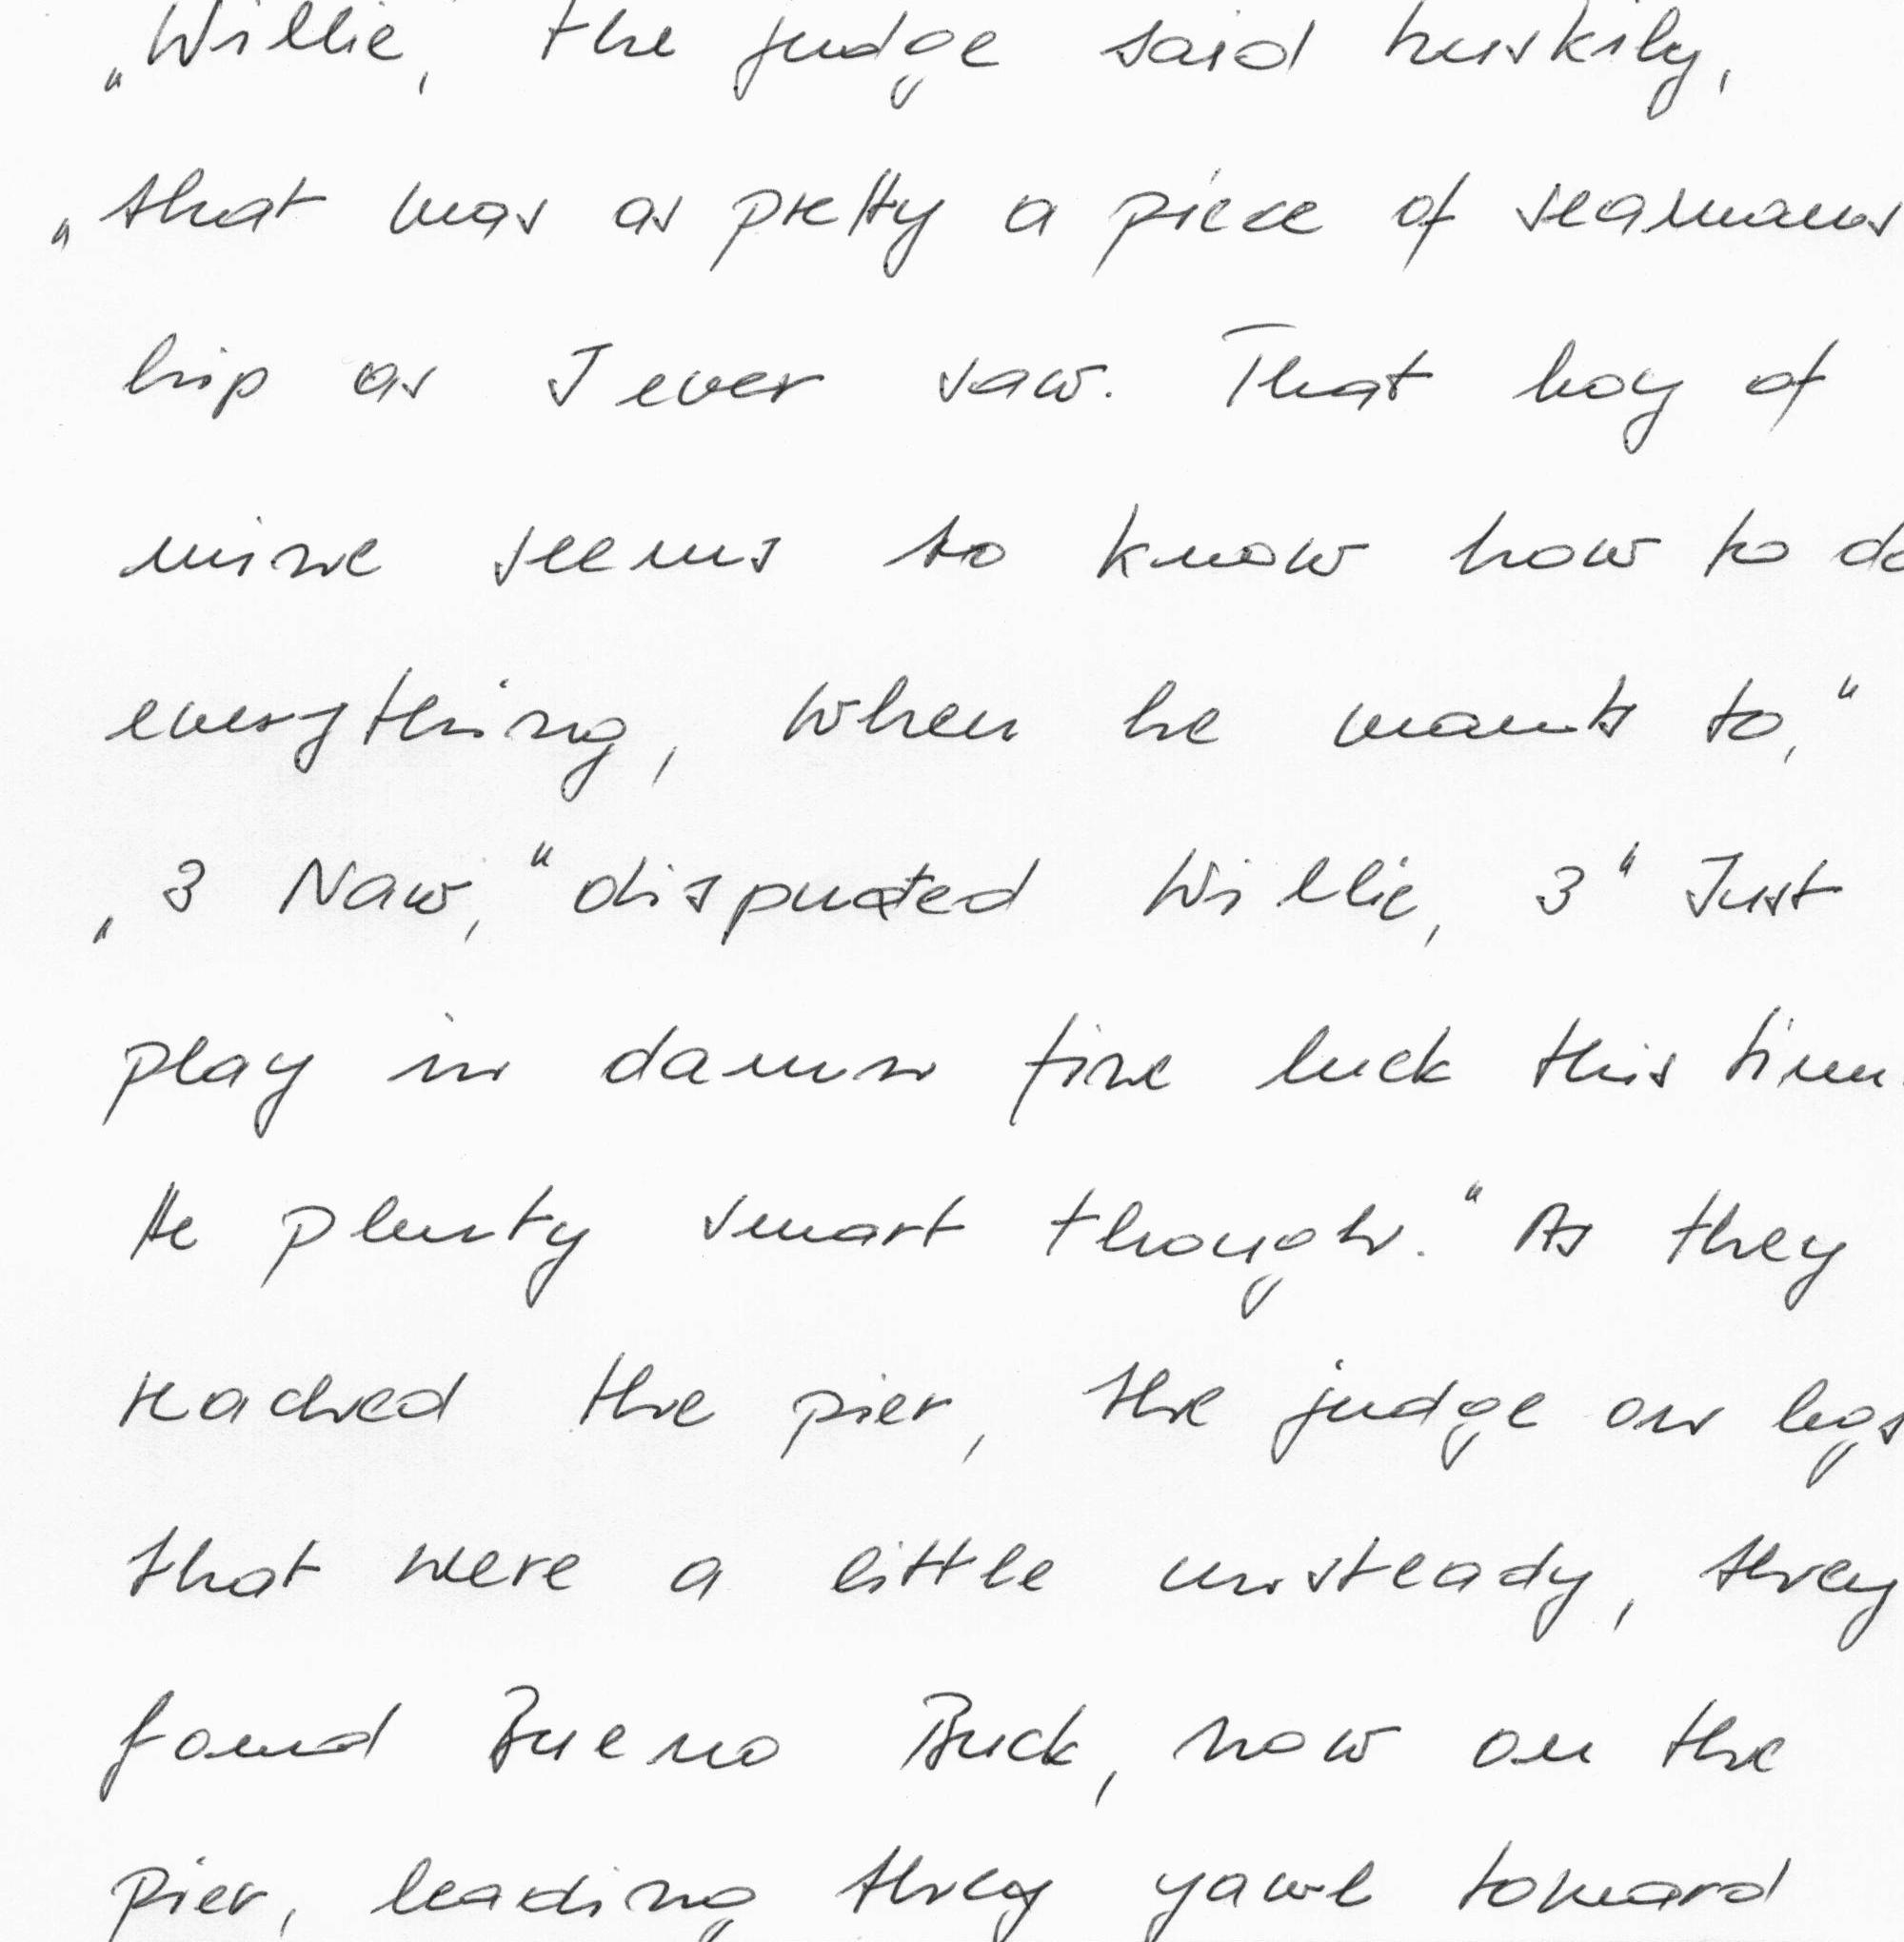 „Willie, the judge said huskily,
„that was as pretty a piece of seamans
hip as I ever saw. That boy of
mine seems to know how to do
everything, when he wants to,“
, 3 Naw,“ disputed Willie, 3“ Just
play in damn fine luck this time.
He plenty smart though.“ As they
reached the pier, the judge on legs
that were a little unsteady, they
found Bueno Buck, now on the
pier, leading they yawl toward